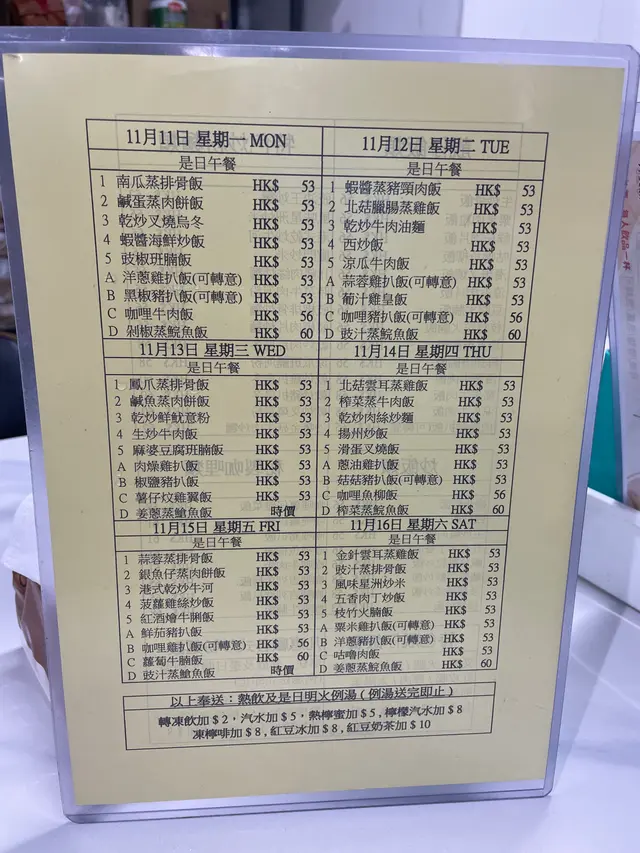 11月11日 星期一 MON
是日午餐
1 南瓜蒸排骨飯 HK$ 53
2 鹹蛋蒸肉餅飯 HK$ 53
3 乾炒叉燒烏冬 HK$ 53
4 蝦醬海鮮炒飯 HK$ 53
5 豉椒班腩飯 HK$ 53
A 洋蔥雞扒飯(可轉意) HK$ 53
B 黑椒豬扒飯(可轉意) HK$ 53
C 咖哩牛肉飯 HK$ 56
D 剁椒蒸鯇魚飯 HK$ 60
11月12日 星期二 TUE
是日午餐
1 蝦醬蒸豬頸肉飯 HK$ 53
2 北菇臘腸蒸雞飯 HK$ 53
3 乾炒牛肉油麵 HK$ 53
4 西炒飯 HK$ 53
5 涼瓜牛肉飯 HK$ 53
A 蒜蓉雞扒飯(可轉意) HK$ 53
B 葡汁雞皇飯 HK$ 53
C 咖哩豬扒飯(可轉意) HK$ 56
D 豉汁蒸鯇魚飯 HK$ 60
11月13日 星期三 WED
是日午餐
1 鳳爪蒸排骨飯 HK$ 53
2 鹹魚蒸肉餅飯 HK$ 53
3 乾炒鮮魷意粉 HK$ 53
4 生炒牛肉飯 HK$ 53
5 麻婆豆腐班腩飯 HK$ 53
A 肉燥雞扒飯 HK$ 53
B 椒鹽豬扒飯 HK$ 53
C 薯仔炆雞翼飯 HK$ 53
D 姜蔥蒸鱠魚飯 時價
11月14日 星期四 THU
是日午餐
1 北菇雲耳蒸雞飯 HK$ 53
2 榨菜蒸牛肉飯 HK$ 53
3 乾炒肉絲炒麵 HK$ 53
4 揚州炒飯 HK$ 53
5 滑蛋叉燒飯 HK$ 53
A 蔥油雞扒飯 HK$ 53
B 菇菇豬扒飯(可轉意) HK$ 53
C 咖哩魚柳飯 HK$ 56
D 榨菜蒸鯇魚飯 HK$ 60
11月15日 星期五 FRI
是日午餐
1 蒜蓉蒸排骨飯 HK$ 53
2 銀魚仔蒸肉餅飯 HK$ 53
3 港式乾炒牛河 HK$ 53
4 菠蘿雞絲炒飯 HK$ 53
5 紅酒燴牛脷飯 HK$ 53
A 鮮茄豬扒飯 HK$ 53
B 咖哩雞扒飯(可轉意) HK$ 56
C 蘿蔔牛腩飯 HK$ 60
D 豉汁蒸鱠魚飯 時價
11月16日 星期六 SAT
是日午餐
1 金針雲耳蒸雞飯 HK$ 53
2 豉汁蒸排骨飯 HK$ 53
3 風味星洲炒米 HK$ 53
4 五香肉丁炒飯 HK$ 53
5 枝竹火腩飯 HK$ 53
A 粟米雞扒飯(可轉意) HK$ 53
B 洋蔥豬扒飯(可轉意) HK$ 53
C 咕嚕肉飯 HK$ 53
D 姜蔥蒸鯇魚飯 HK$ 60
以上奉送：熱飲及是日明火例湯(例湯送完即止)
轉凍飲加$2，汽水加$5，熱檸蜜加$5,檸檬汽水加$8
凍檸啡加$8,紅豆冰加$8,紅豆奶茶加$10